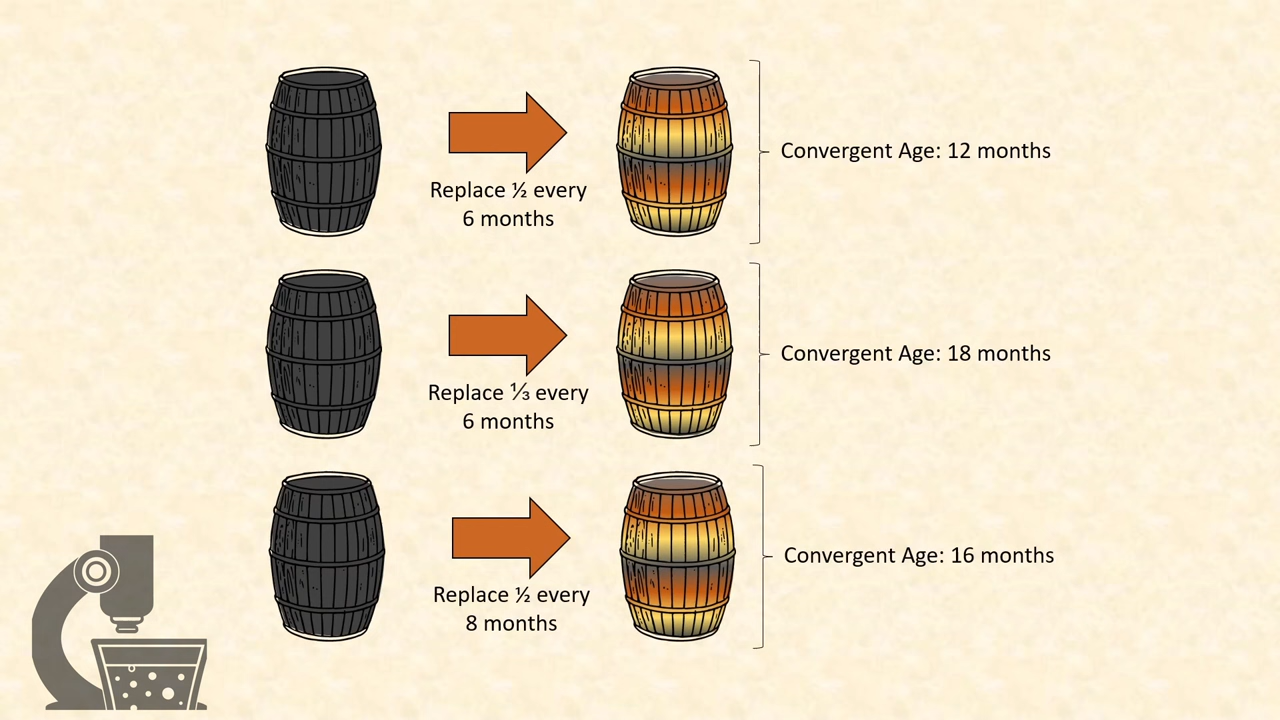 Replace ½ every
6 months
Convergent Age: 12 months
Replace ⅓ every
6 months
Convergent Age: 18 months
Replace ½ every
8 months
Convergent Age: 16 months